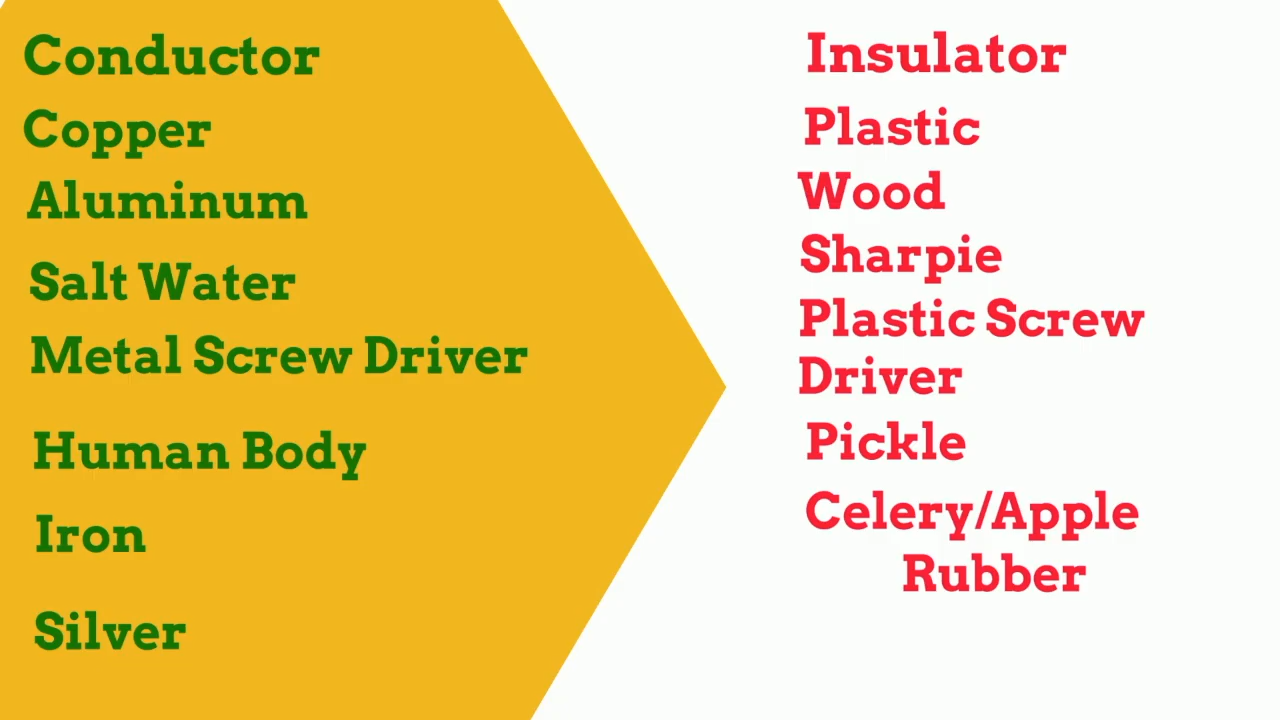 Conductor
Copper
Aluminum
Salt Water
Metal Screw Driver
Human Body
Iron
Silver
Insulator
Plastic
Wood
Sharpie
Plastic Screw
Driver
Pickle
Celery/Apple
Rubber